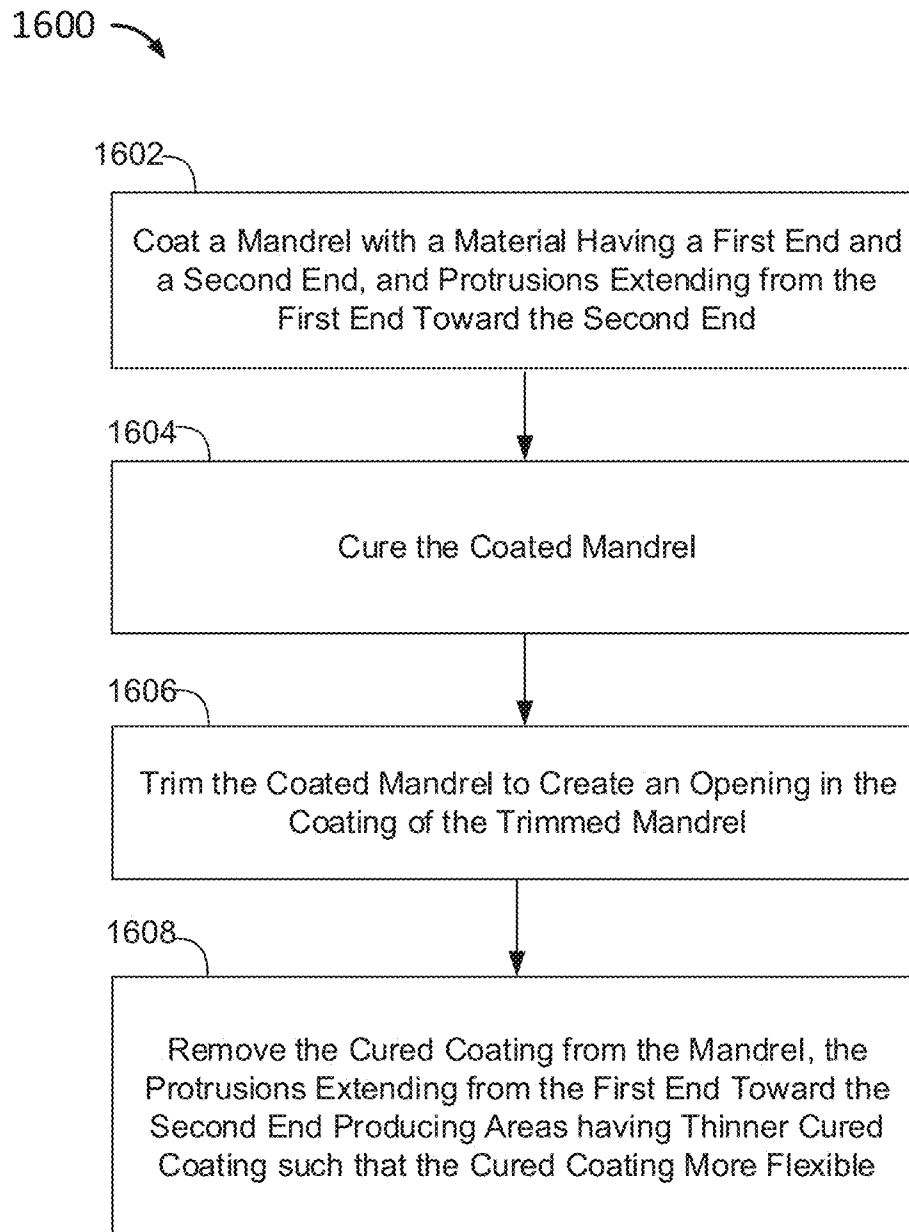 1600
1602
Coat a Mandrel with a Material Having a First End and
a Second End, and Protrusions Extending from the
First End Toward the Second End
1604
Cure the Coated Mandrel
1606
Trim the Coated Mandrel to Create an Opening in the
Coating of the Trimmed Mandrel
1608
Remove the Cured Coating from the Mandrel, the
Protrusions Extending from the First End Toward the
Second End Producing Areas having Thinner Cured
Coating such that the Cured Coating More Flexible